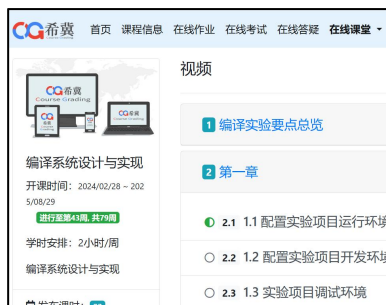 CG希冀 首页 课程信息 在线作业 在线考试 在线答疑 在线课堂
视频
CG希冀
Course Grading
1 编译实验要点总览
2 第一章
编译系统设计与实现
开课时间：2024/02/28 ~ 202
5/08/29
进行至第43周, 共79周
学时安排：2小时/周
编译系统设计与实现
2.1 1.1 配置实验项目运行环境
2.2 1.2 配置实验项目开发环境
2.3 1.3 实验项目调试环境